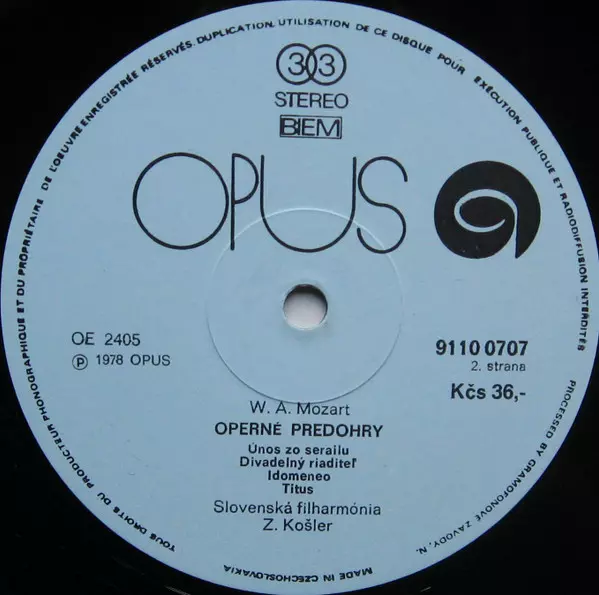 TOUS DROITS DU PRODUCTEUR PHONOGRAPHIQUE ET DU PROPRIÉTAIRE DE L'OEUVRE ENREGISTRÉE RÉSERVÉS. DUPLICATION, UTILISATION DE CE DISQUE POUR EXÉCUTION PUBLIQUE ET RADIODIFFUSION INTERDITES
33
STEREO
BIEM
OPUS
OE 2405
℗ 1978 OPUS
9110 0707
2. strana
Kčs 36,-
W. A. Mozart
OPERNÉ PREDOHRY
Únos zo serailu
Divadelný riaditeľ
Idomeneo
Titus
Slovenská filharmónia
Z. Košler
PROCESSED BY GRAMOFONOVÉ ZÁVODY, N.
MADE IN CZECHOSLOVAKIA